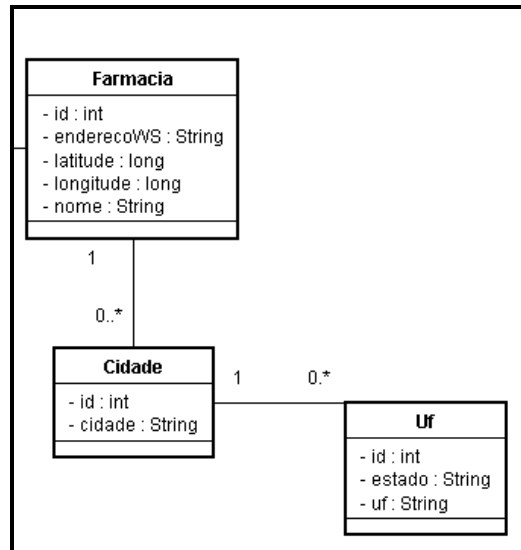 Farmacia
- id : int
- enderecoWS : String
- latitude : long
- longitude : long
- nome : String
1
0..*
Cidade
- id : int
- cidade : String
1
0.*
Uf
- id : int
- estado : String
- uf : String